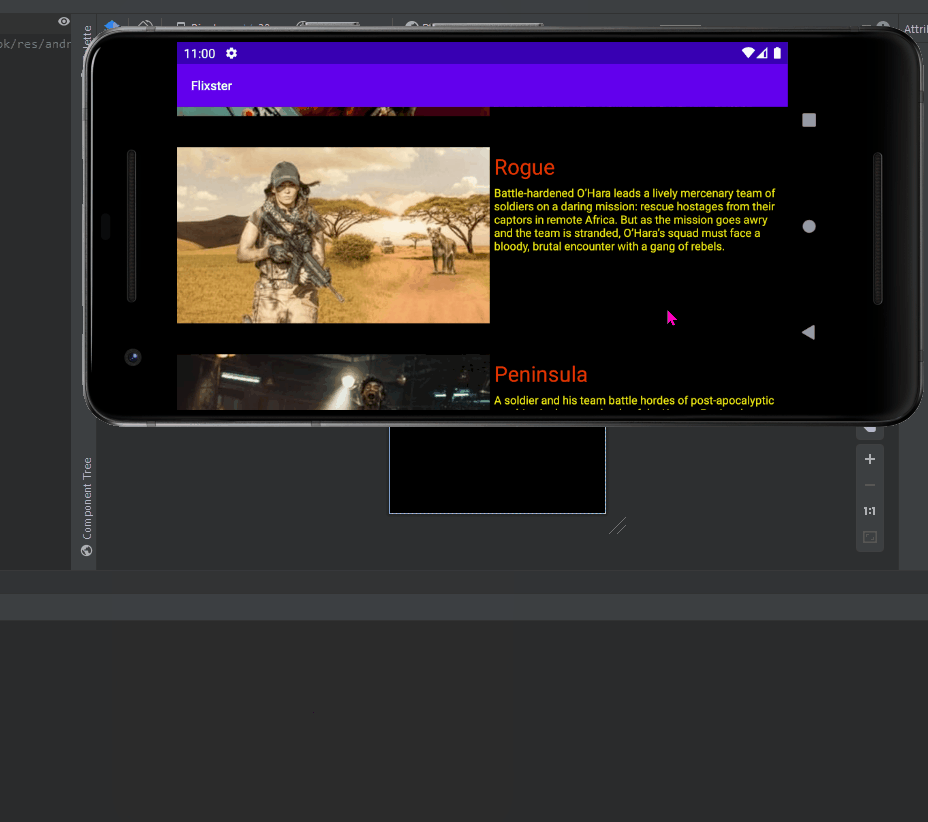 ok/res/andr
Attri
11:00
Flixster
Rogue
Battle-hardened O'Hara leads a lively mercenary team of
soldiers on a daring mission: rescue hostages from their
captors in remote Africa. But as the mission goes awry
and the team is stranded, O'Hara's squad must face a
bloody, brutal encounter with a gang of rebels.
Peninsula
A soldier and his team battle hordes of post-apocalyptic
Component Tree
1:1